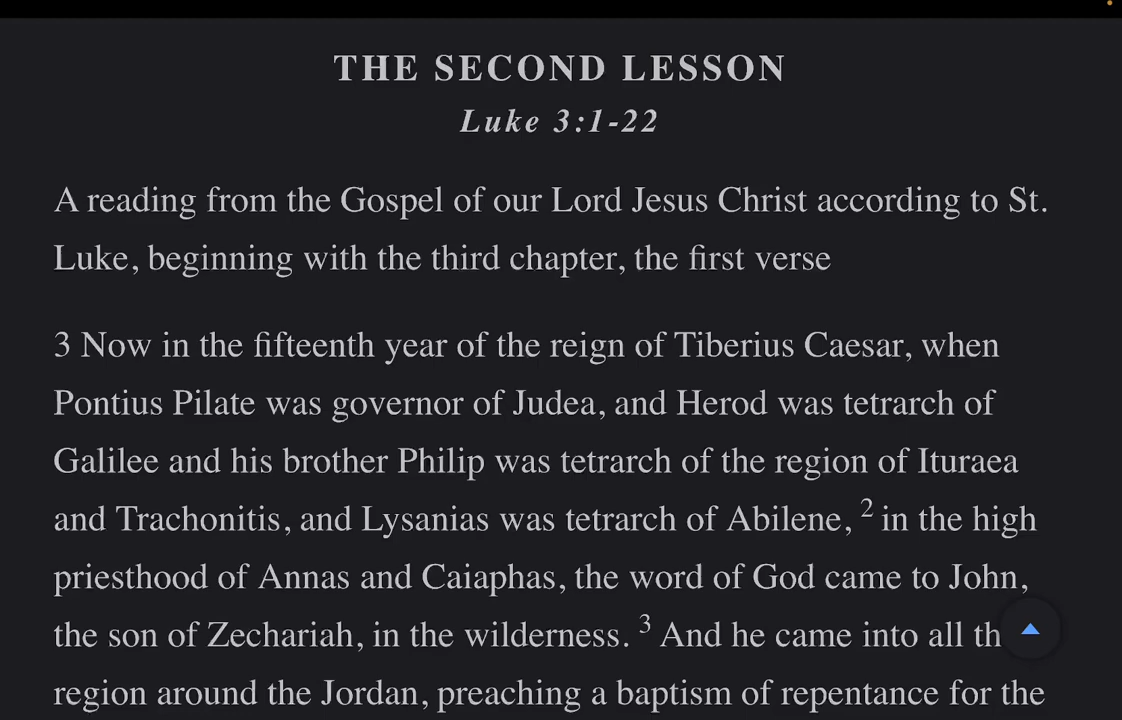 THE SECOND LESSON
Luke 3:1-22
A reading from the Gospel of our Lord Jesus Christ according to St.
Luke, beginning with the third chapter, the first verse
3 Now in the fifteenth year of the reign of Tiberius Caesar, when
Pontius Pilate was governor of Judea, and Herod was tetrarch of
Galilee and his brother Philip was tetrarch of the region of Ituraea
and Trachonitis, and Lysanias was tetrarch of Abilene, 2 in the high
priesthood of Annas and Caiaphas, the word of God came to John,
the son of Zechariah, in the wilderness. 3 And he came into all th
region around the Jordan, preaching a baptism of repentance for the